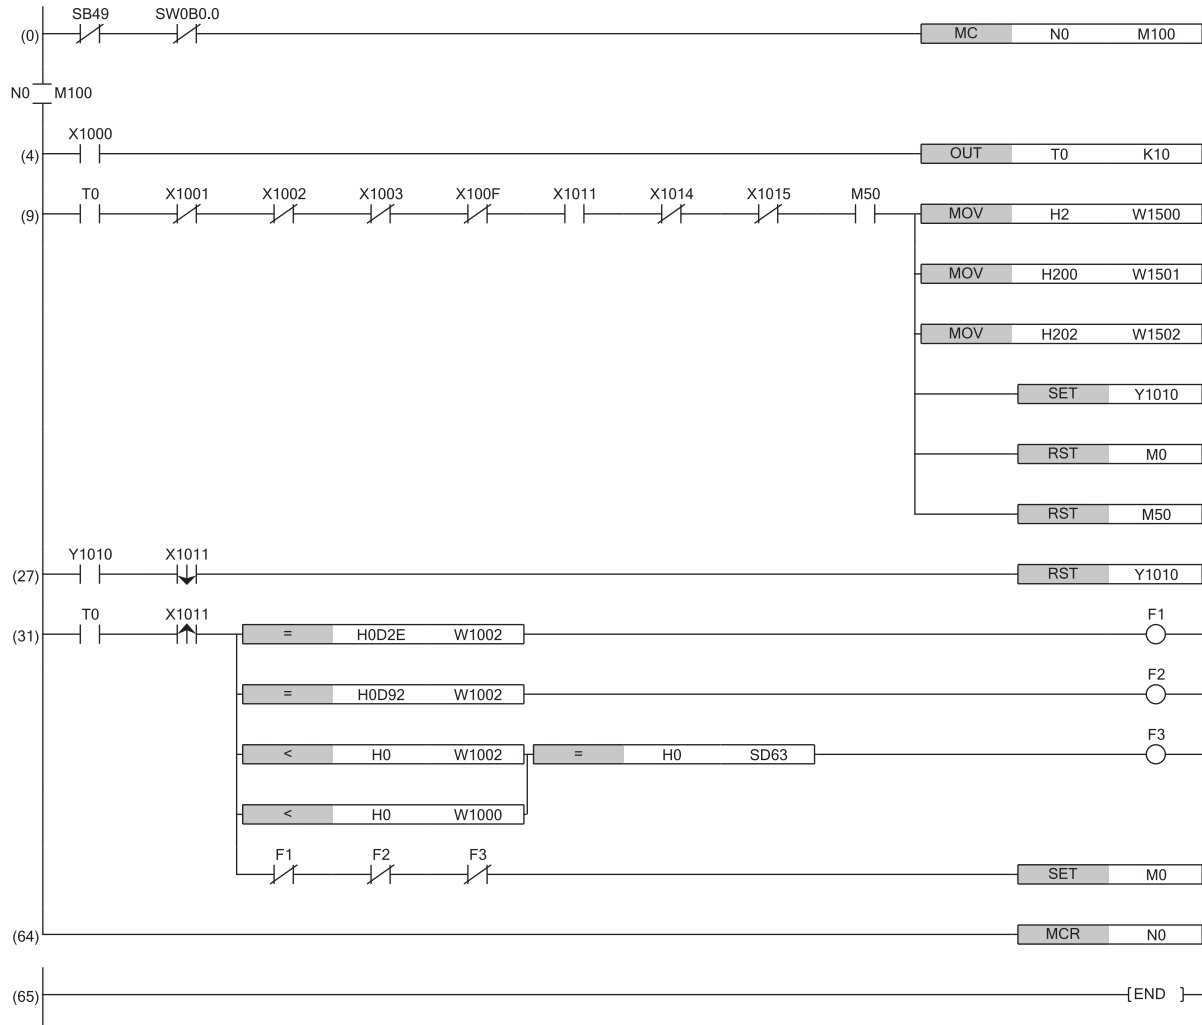 SB49 SW0B0.0
(0) MC N0 M100
N0 M100
X1000
(4) OUT T0 K10
T0 X1001 X1002 X1003 X100F X1011 X1014 X1015 M50
(9) MOV H2 W1500
MOV H200 W1501
MOV H202 W1502
SET Y1010
RST M0
RST M50
Y1010 X1011
(27) RST Y1010
T0 X1011 F1
(31) = H0D2E W1002
F2
= H0D92 W1002
F3
< H0 W1002 = H0 SD63
< H0 W1000
F1 F2 F3
SET M0
(64) MCR N0
(65) [END ]